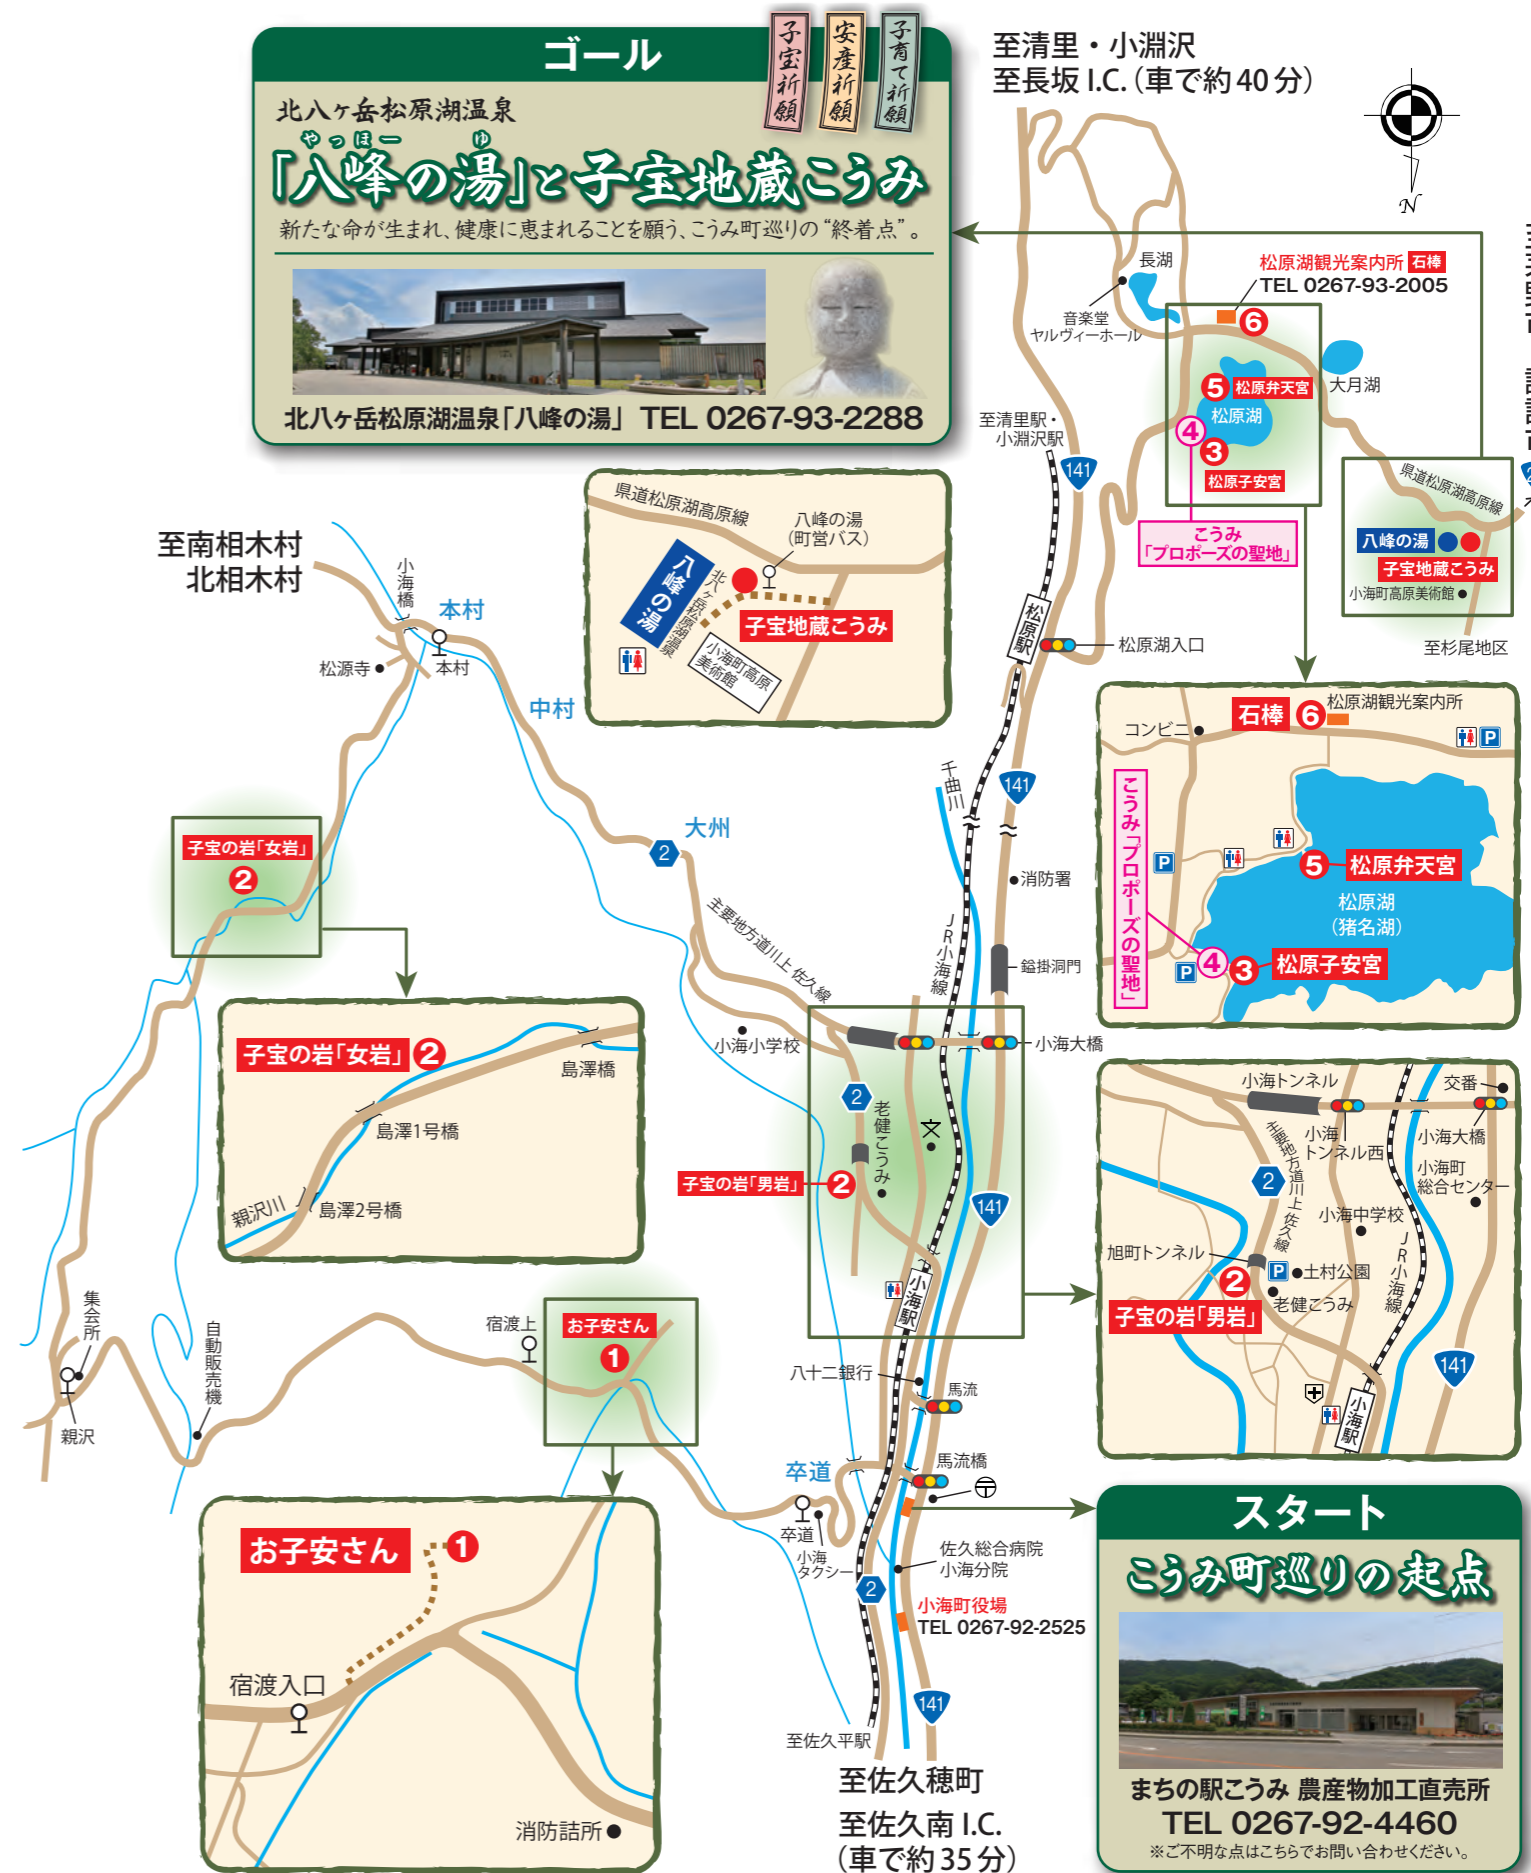 ゴール
子宝祈願
安産祈願
子育て祈願
北八ヶ岳松原湖温泉
やっほー ゆ
「八峰の湯」と子宝地蔵こうみ
新たな命が生まれ、健康に恵まれることを願う、こうみ町巡りの“終着点”。
北八ヶ岳松原湖温泉「八峰の湯」 TEL 0267-93-2288
至清里・小淵沢
至長坂 I.C.（車で約40分）
N
長湖
音楽堂
ヤルヴィーホール
松原湖観光案内所 石棒
TEL 0267-93-2005
6
5 松原弁天宮
松原湖
4
3
松原子安宮
大月湖
こうみ
「プロポーズの聖地」
県道松原湖高原線
八峰の湯
子宝地蔵こうみ
小海町高原美術館
至杉尾地区
至清里駅・
小淵沢駅
141
松原駅
松原湖入口
県道松原湖高原線
八峰の湯
（町営バス）
八峰の湯
北八ヶ岳松原湖温泉
子宝地蔵こうみ
小海町高原
美術館
至南相木村
北相木村
小海橋
本村
本村
松源寺
中村
大州
2
千曲川
141
消防署
JR小海線
主要地方道川上佐久線
鎰掛洞門
小海小学校
小海大橋
2
老健こうみ
文
子宝の岩「男岩」 2
141
小海駅
子宝の岩「女岩」
2
子宝の岩「女岩」 2
島澤橋
島澤1号橋
島澤2号橋
親沢川
石棒 6 松原湖観光案内所
コンビニ
P
こうみ「プロポーズの聖地」
P
5 松原弁天宮
松原湖
（猪名湖）
P
4 3 松原子安宮
小海トンネル
交番
小海
トンネル西
小海大橋
主要地方道川上佐久線
2
小海町
総合センター
小海中学校
旭町トンネル
P
土村公園
JR小海線
2
老健こうみ
子宝の岩「男岩」
141
小海駅
集会所
親沢
自動販売機
宿渡上
お子安さん
1
八十二銀行
馬流
馬流橋
〒
卒道
卒道
小海
タクシー
2
佐久総合病院
小海分院
小海町役場
TEL 0267-92-2525
141
至佐久平駅
至佐久穂町
至佐久南 I.C.
（車で約35分）
お子安さん 1
宿渡入口
消防詰所
スタート
こうみ町巡りの起点
まちの駅こうみ 農産物加工直売所
TEL 0267-92-4460
※ご不明な点はこちらでお問い合わせください。